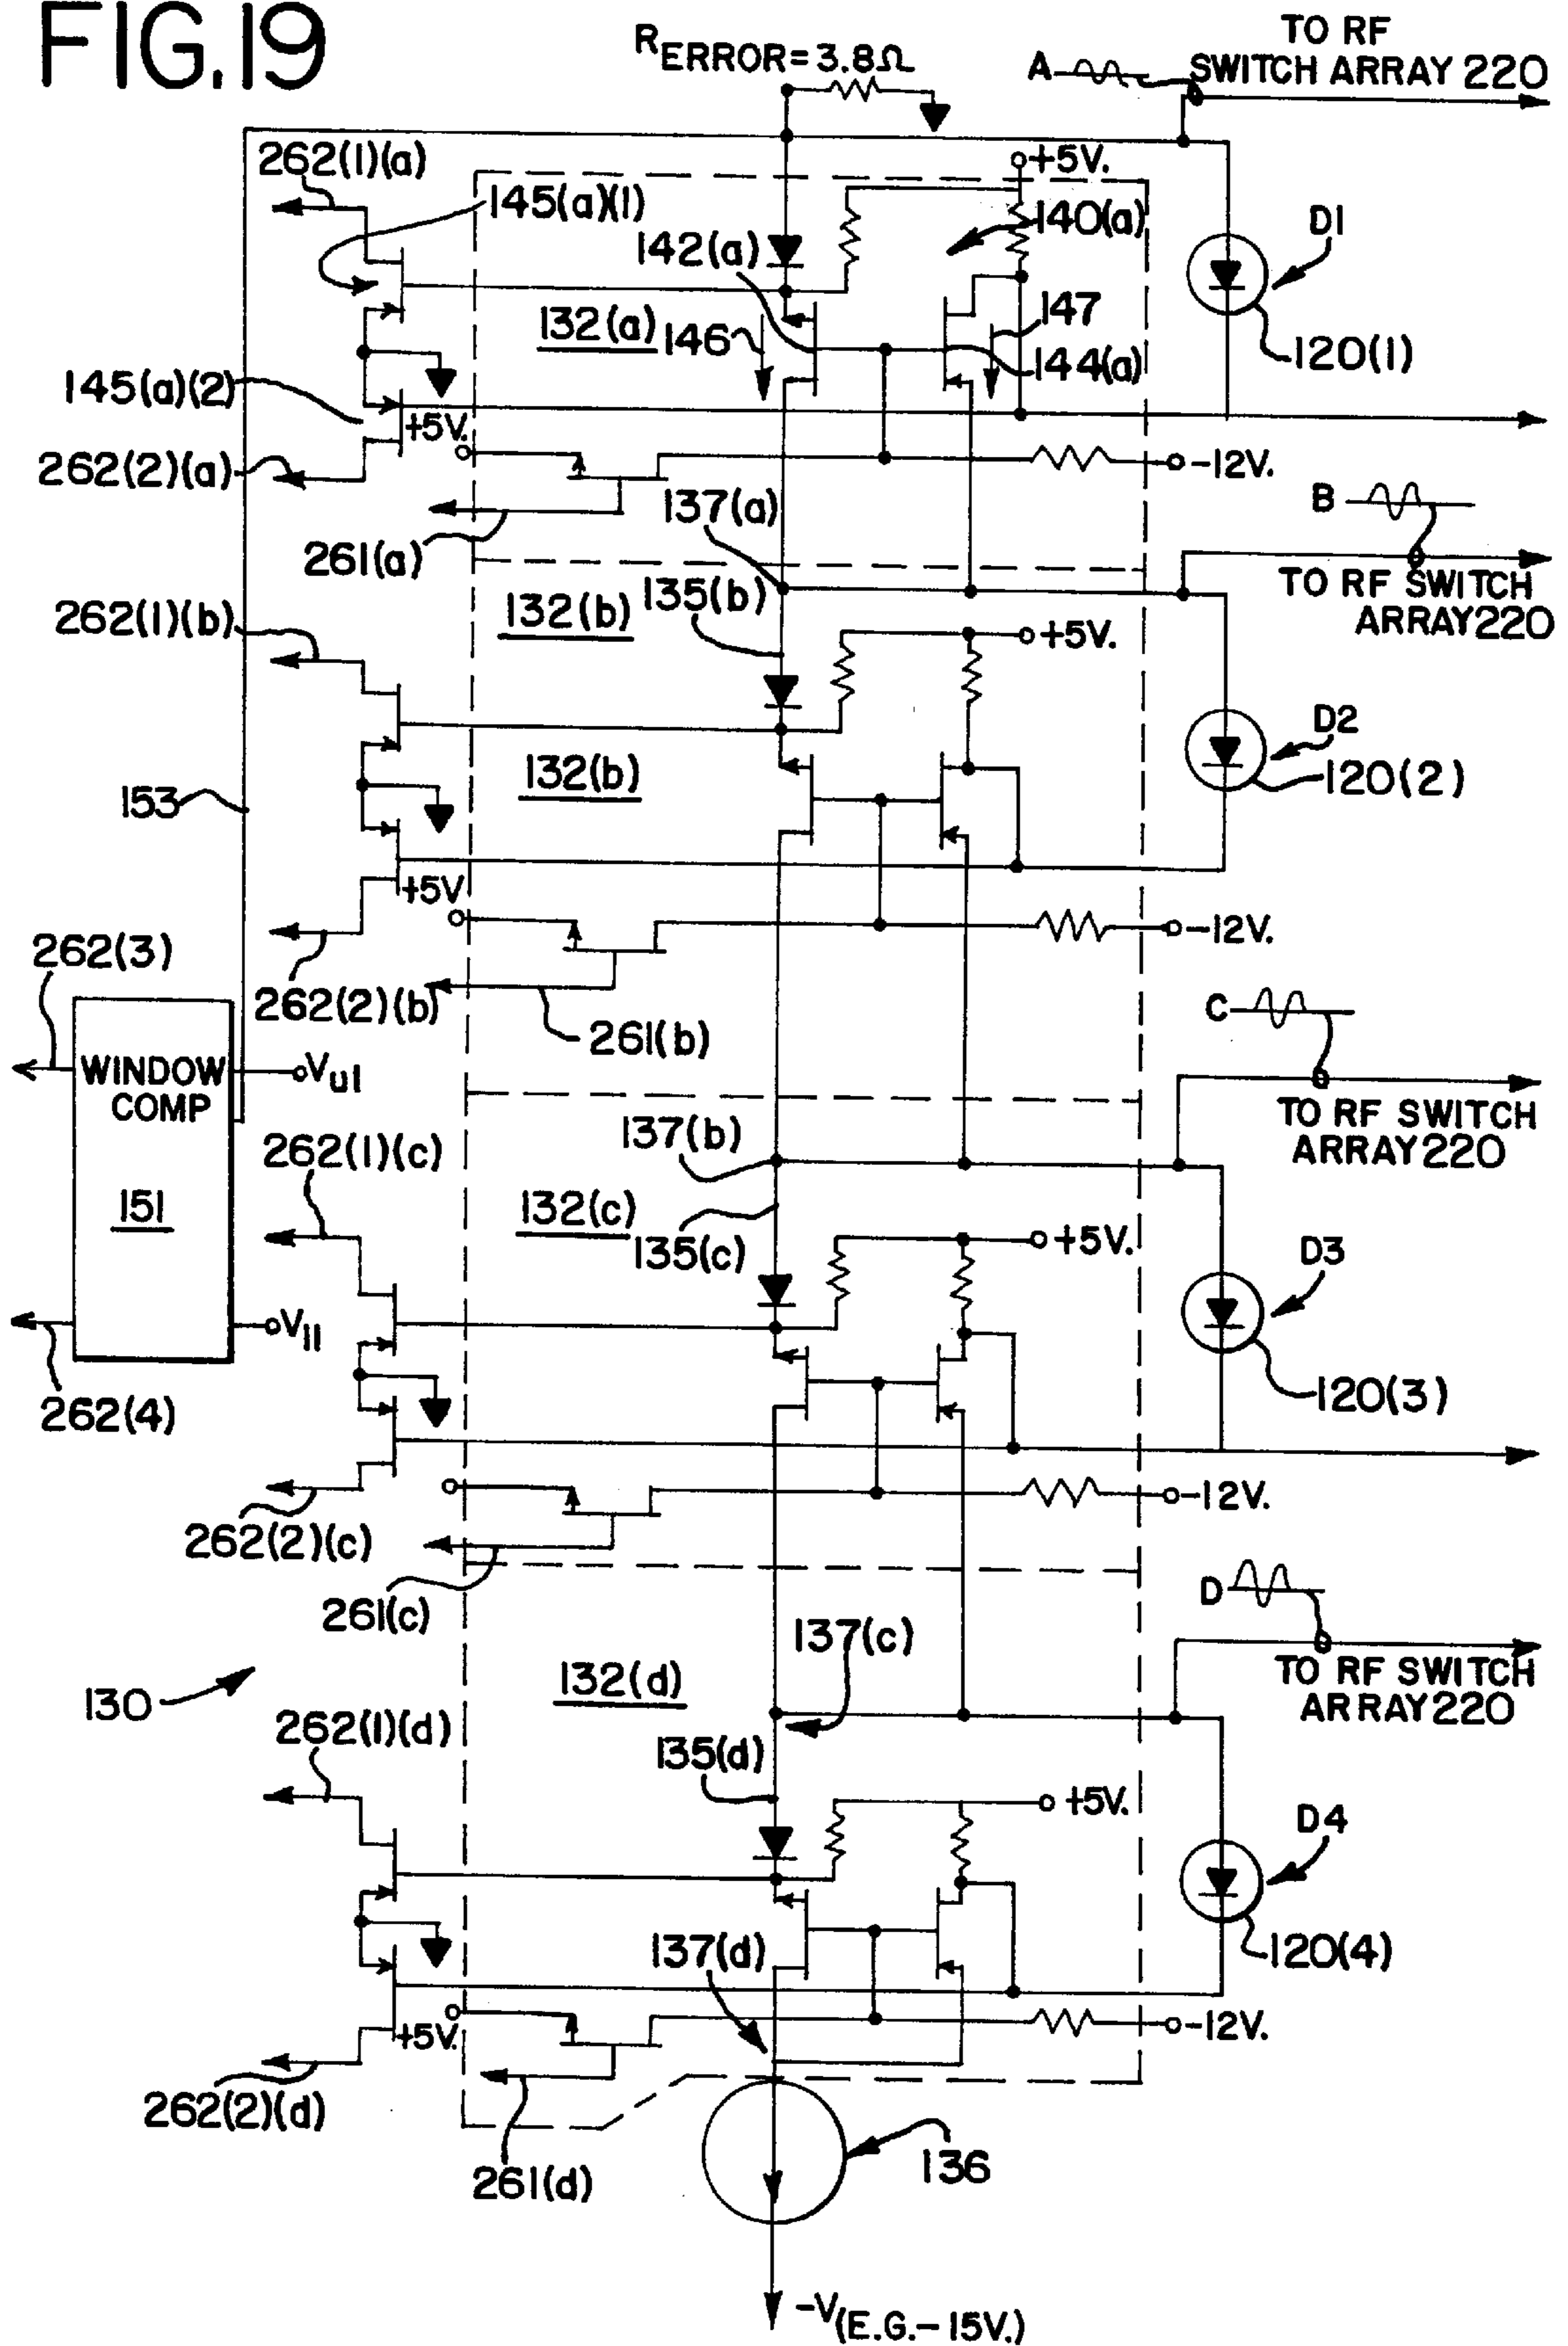 FIG.19
RERROR=3.8Ω
A
TO RF
SWITCH ARRAY 220
262(1)(a)
+5V.
145(a)(1)
140(a)
D1
142(a)
132(a)
146
147
144(a)
120(1)
145(a)(2)
+5V.
262(2)(a)
-12V.
137(a)
B
261(a)
TO RF SWITCH
ARRAY 220
135(b)
132(b)
262(1)(b)
+5V.
D2
132(b)
120(2)
153
+5V
-12V.
262(3)
262(2)(b)
261(b)
C
WINDOW
COMP
Vul
TO RF SWITCH
ARRAY 220
137(b)
262(1)(c)
151
132(c)
135(c)
+5V.
D3
Vll
120(3)
262(4)
-12V.
262(2)(c)
D
261(c)
137(c)
TO RF SWITCH
ARRAY 220
132(d)
130
262(1)(d)
135(d)
+5V.
D4
137(d)
120(4)
+5V.
-12V.
262(2)(d)
136
261(d)
-V(E.G.-15V.)